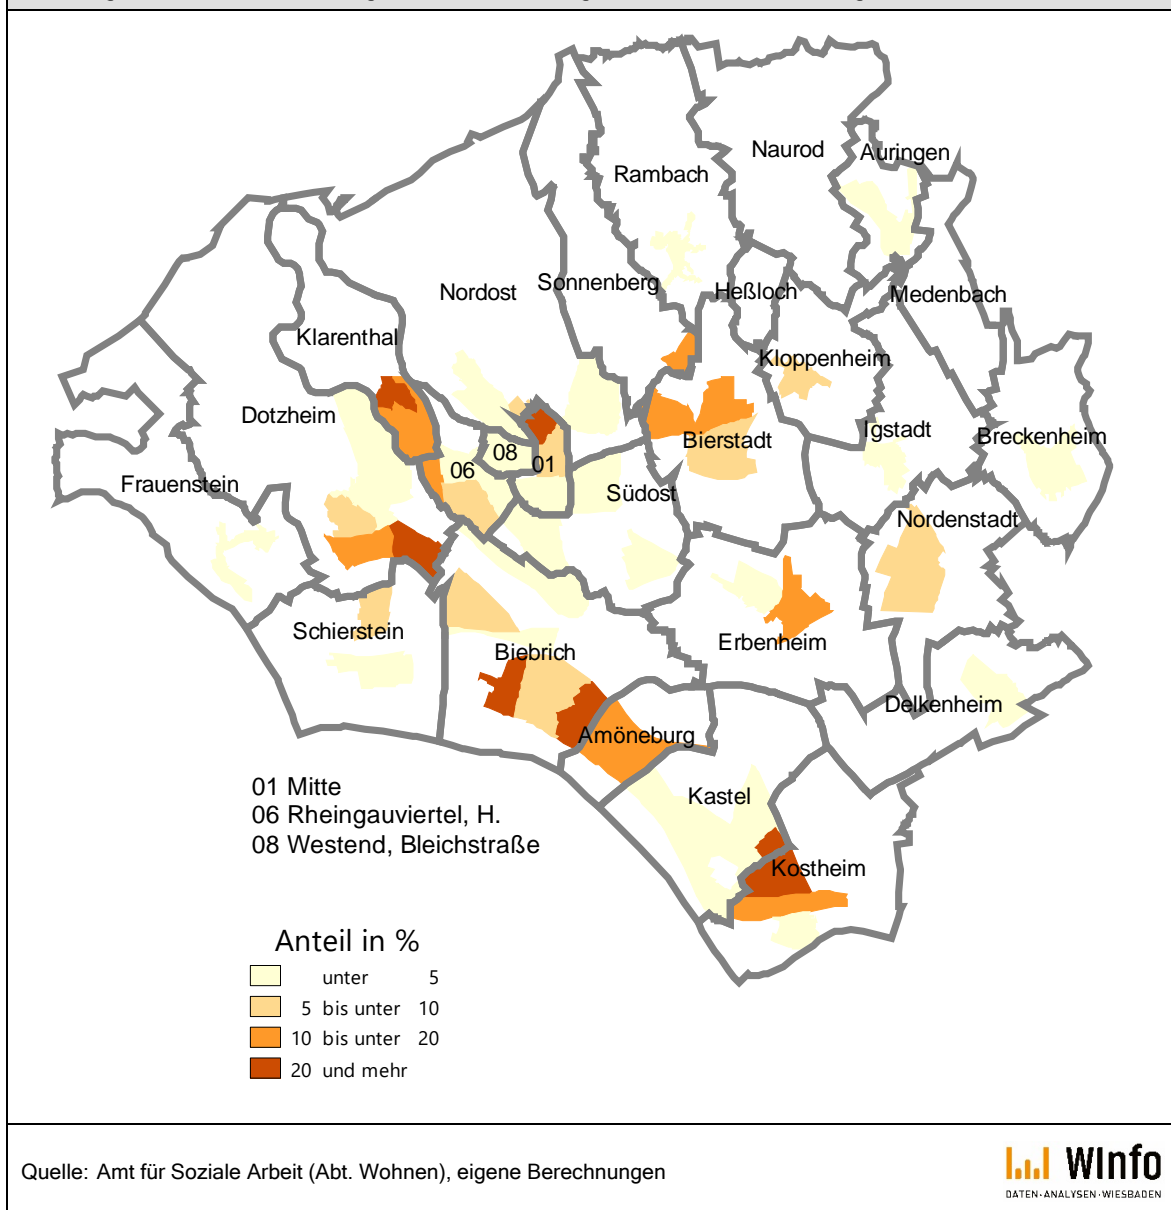 Naurod
Auringen
Rambach
Sonnenberg
Nordost
Heßloch
Medenbach
Klarenthal
Kloppenheim
Dotzheim
Igstadt
Breckenheim
Bierstadt
08
01
06
Frauenstein
Südost
Nordenstadt
Schierstein
Erbenheim
Biebrich
Delkenheim
Amöneburg
Kastel
Kostheim
01 Mitte
06 Rheingauviertel, H.
08 Westend, Bleichstraße
Anteil in %
unter 5
5 bis unter 10
10 bis unter 20
20 und mehr
Quelle: Amt für Soziale Arbeit (Abt. Wohnen), eigene Berechnungen
WInfo
DATEN·ANALYSEN·WIESBADEN